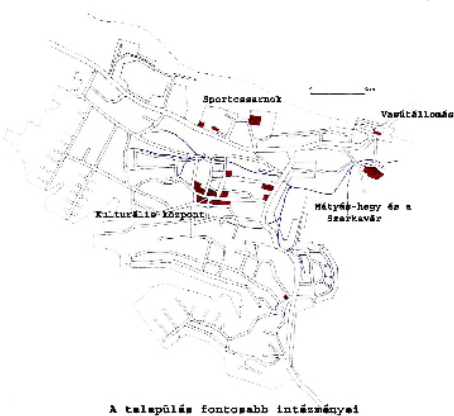 Sportcsarnok
Vasútállomás
Mátyás-hegy és a
Szarkavár
Kulturális központ
A település fontosabb intézményei